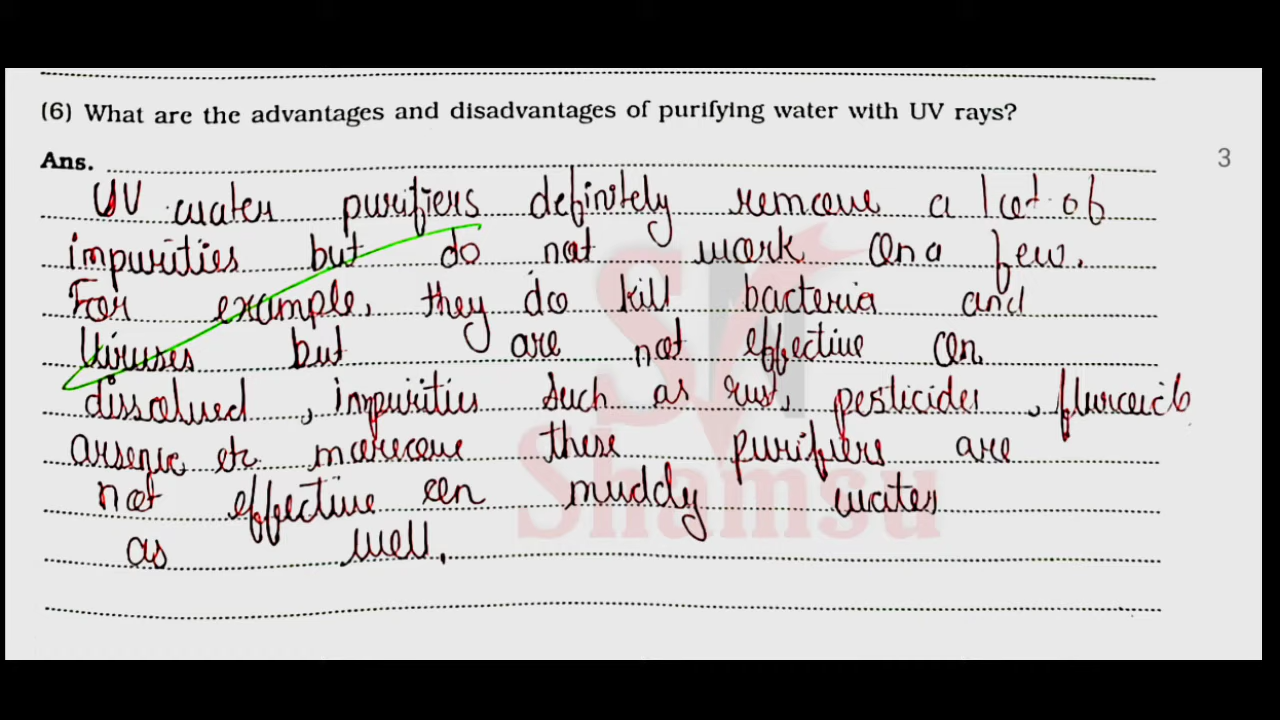 (6) What are the advantages and disadvantages of purifying water with UV rays?
Ans.
3
UV water purifiers definitely remove a lot of
impurities but do not work on a few.
For example, they do kill bacteria and
Viruses but are not effective on
dissolved, impurities such as rust, pesticides,
arsenic etc moreover these purifiers are
not effective on muddy water
as well.
SK
Shamsu